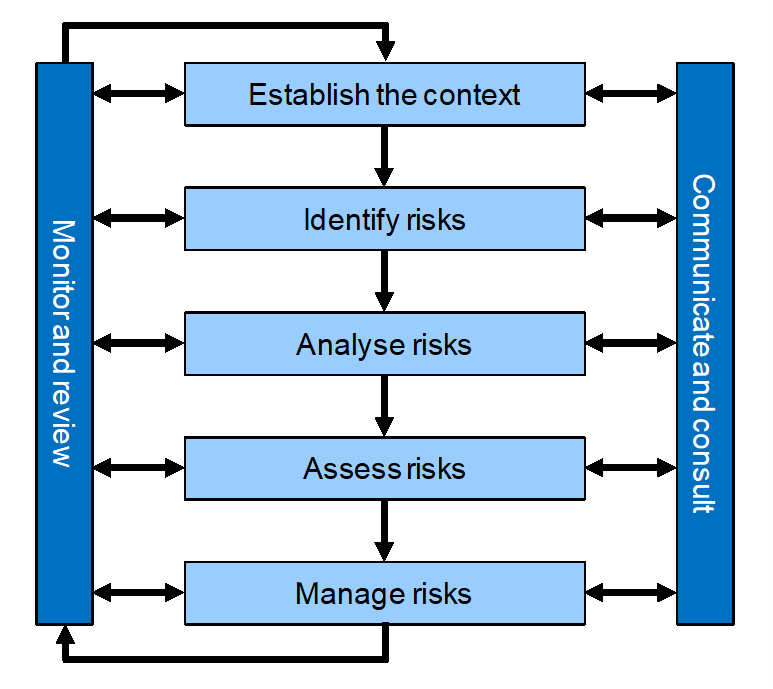 Establish the context
Identify risks
Analyse risks
Assess risks
Manage risks
Monitor and review
Communicate and consult